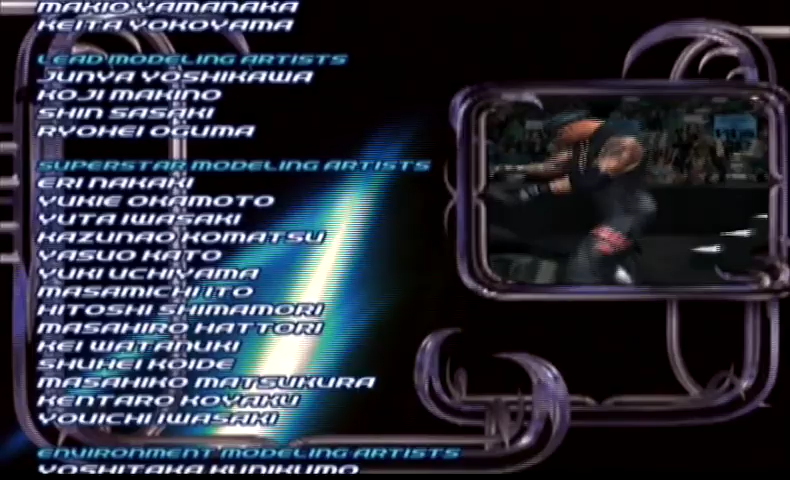 MAKIO YAMANAKA
KEITA YOKOYAMA
LEAD MODELING ARTISTS
JUNYA YOSHIKAWA
KOJI MAKINO
SHIN SASAKI
RYOHEI OGUMA
SUPERSTAR MODELING ARTISTS
ERI NAKAKI
YUKIE OKAMOTO
YUTA IWASAKI
KAZUNAO KOMATSU
YASUO KATO
YUKI UCHIYAMA
MASAMICHI ITO
HITOSHI SHIMAMORI
MASAHIRO HATTORI
KEI WATANUKI
SHUHEI KOIDE
MASAHIKO MATSUKURA
KENTARO KOYAKU
YOUICHI IWASAKI
ENVIRONMENT MODELING ARTISTS
YOSHITAKA KUNIKUMO